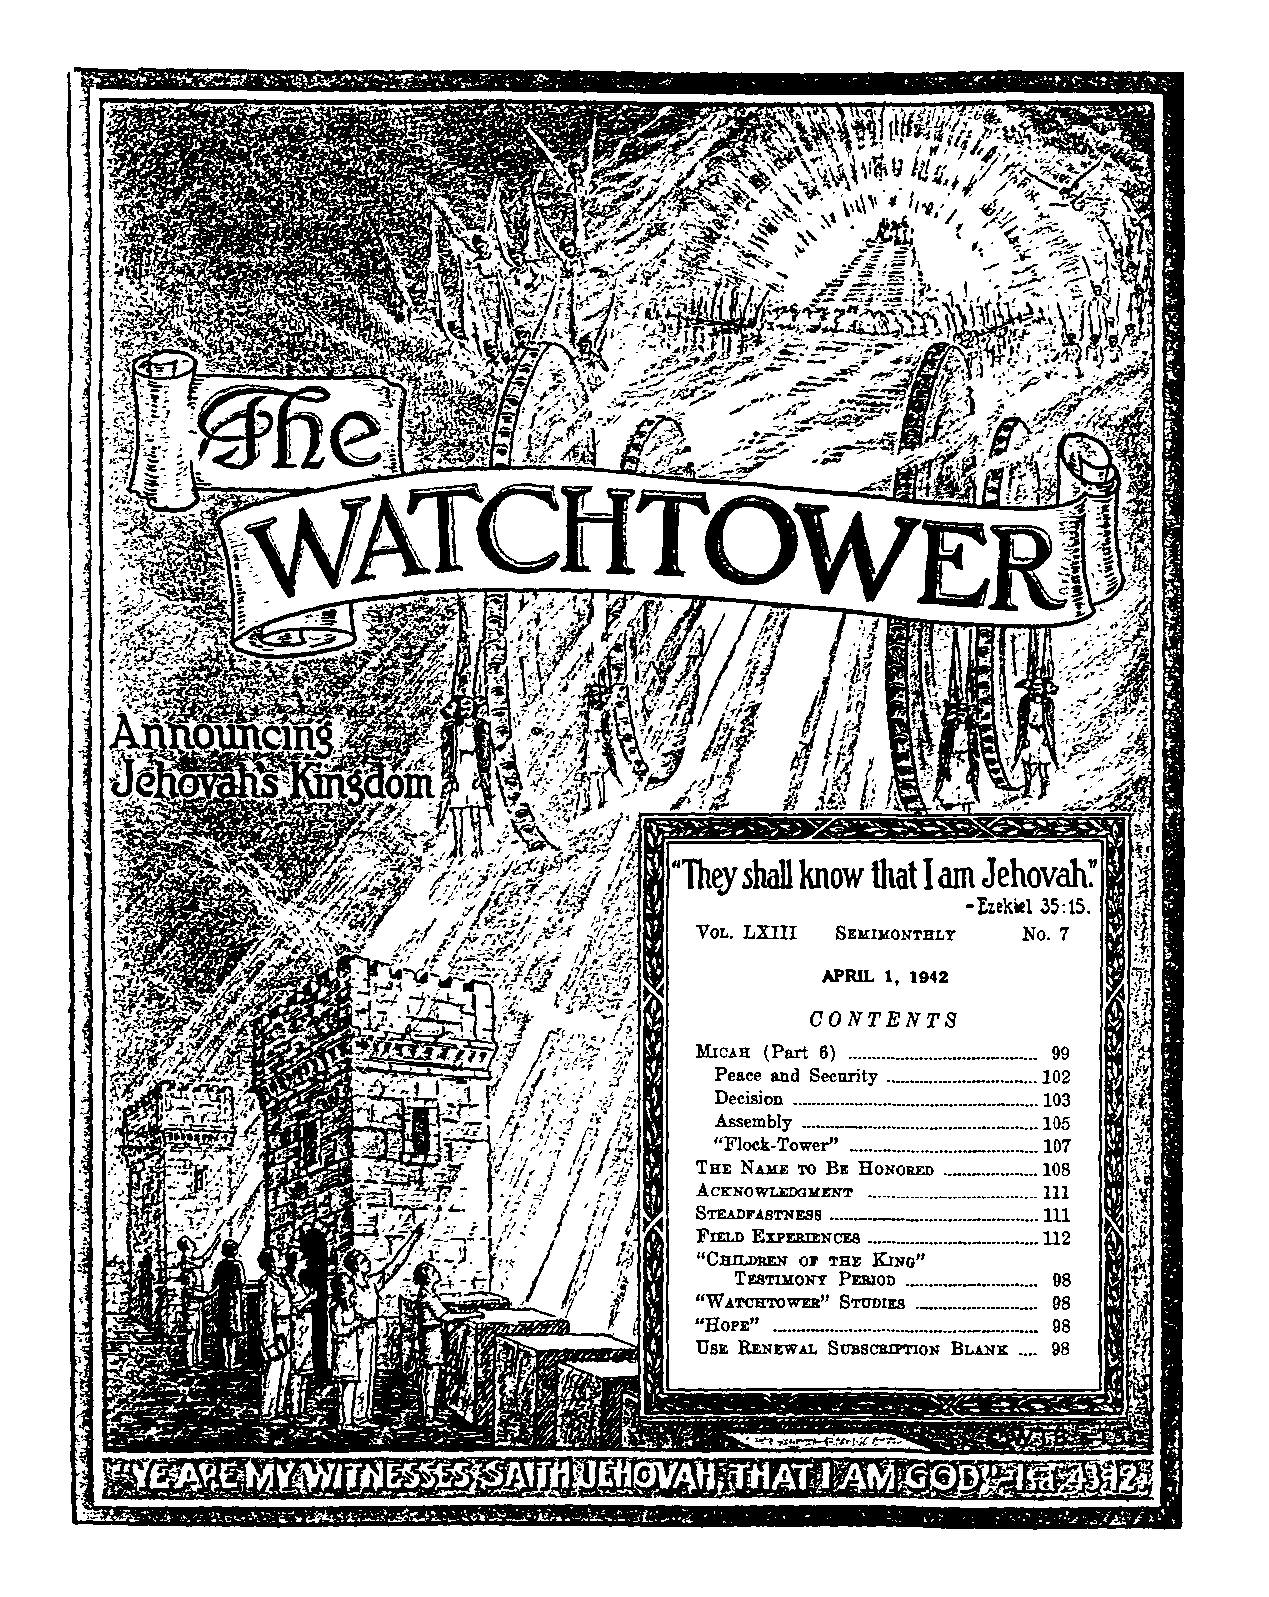 The
WATCHTOWER
Announcing
Jehovah's Kingdom
"They shall know that I am Jehovah."
-Ezekiel 35:15.
VOL. LXIII SEMIMONTHLY NO. 7
APRIL 1, 1942
CONTENTS
MICAH (Part 6) .......... 99
Peace and Security .......... 102
Decision .......... 103
Assembly .......... 105
"Flock-Tower" .......... 107
THE NAME TO BE HONORED .......... 108
ACKNOWLEDGMENT .......... 111
STEADFASTNESS .......... 111
FIELD EXPERIENCES .......... 112
"CHILDREN OF THE KING"
TESTIMONY PERIOD .......... 98
"WATCHTOWER" STUDIES .......... 98
"HOPE" .......... 98
USE RENEWAL SUBSCRIPTION BLANK .... 98
"YE ARE MY WITNESSES, SAITH JEHOVAH, THAT I AM GOD"-Isa. 43:12.